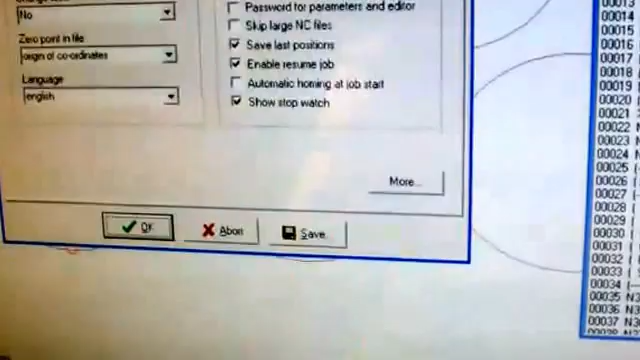 No
Password for parameters and editor
Skip large NC files
Zero point in file
origin of co-ordinates
Save last positions
Enable resume job
Language
english
Automatic homing at job start
Show stop watch
More...
OK
Abort
Save
00013
00014
00015
00016
00017
00018
00019
00020
00021
00022 N
00023 N
00024 N
00025 (
00026 (
00027 (
00028 (
00029 (
00030
00031
00032 (
00033
00034 (
00035 N3
00036 N3
00037 N3